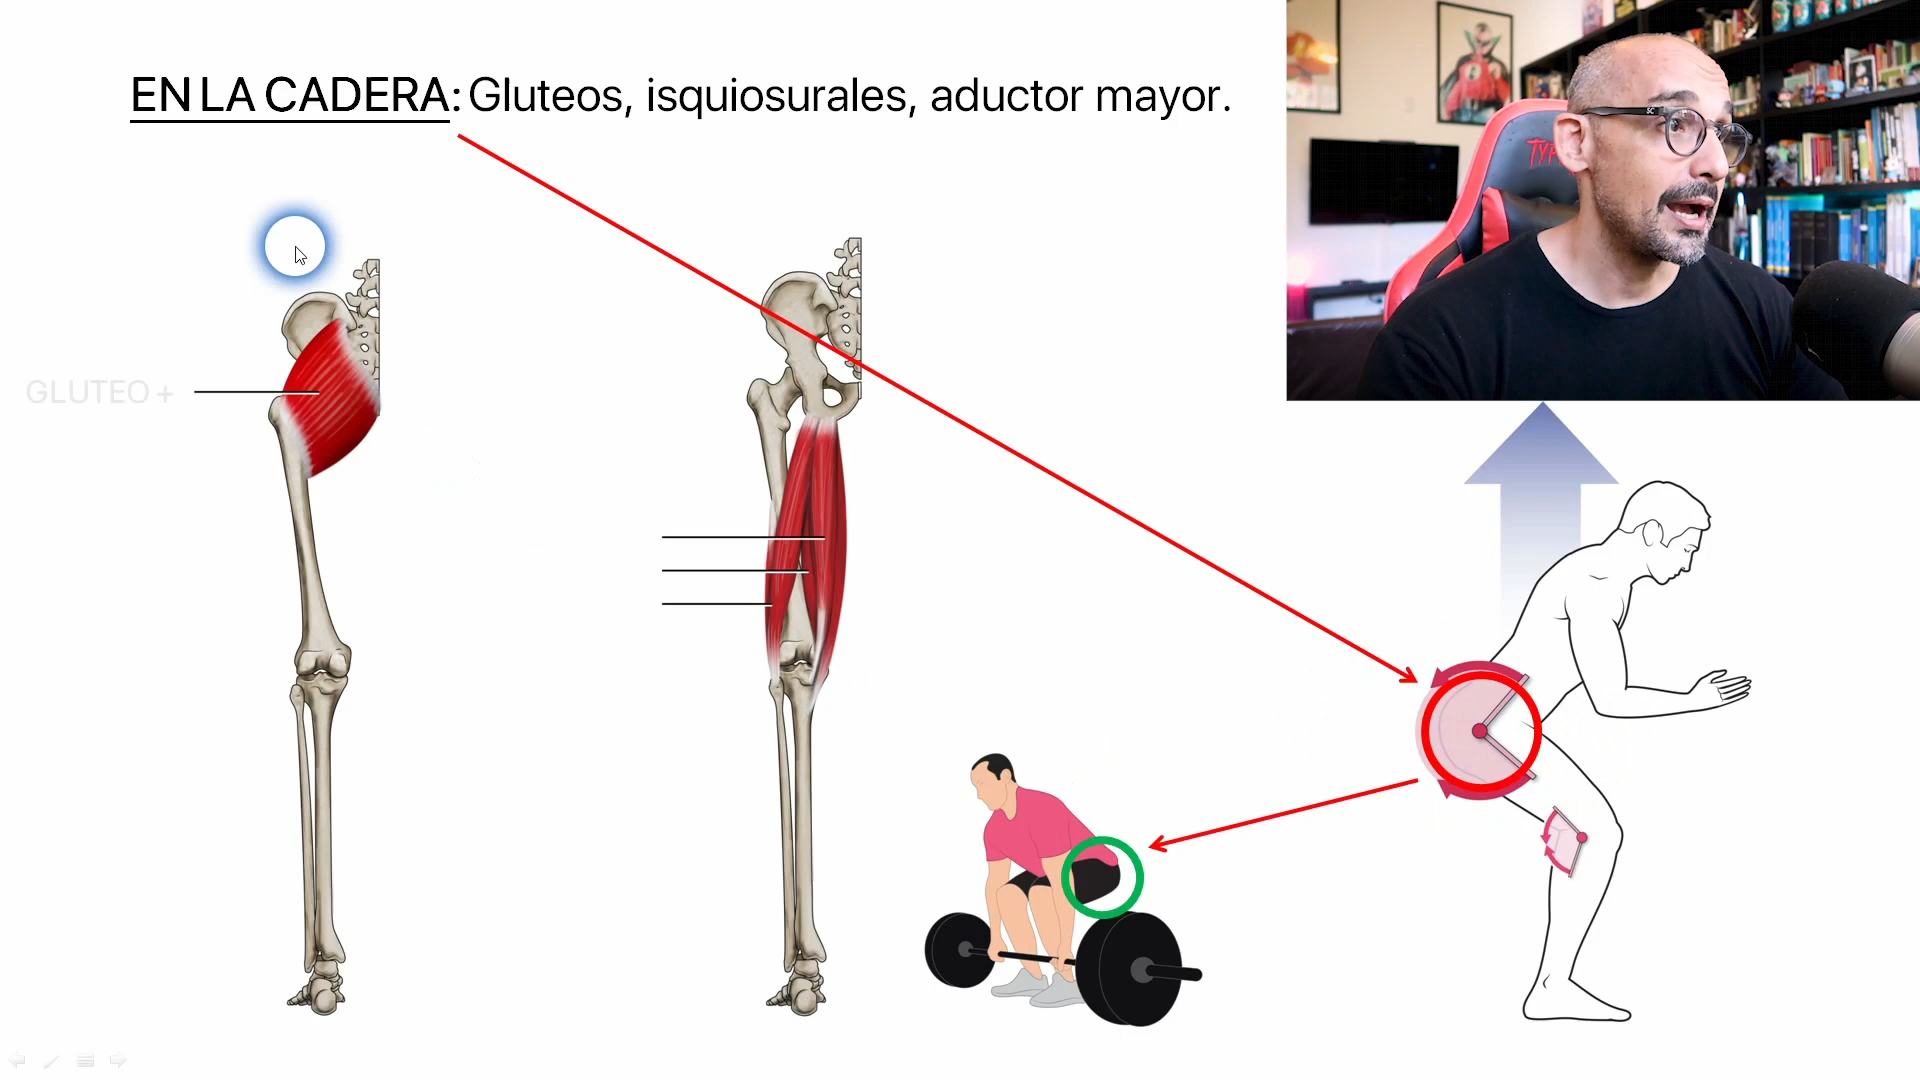 EN LA CADERA: Gluteos, isquiosurales, aductor mayor.
GLUTEO +